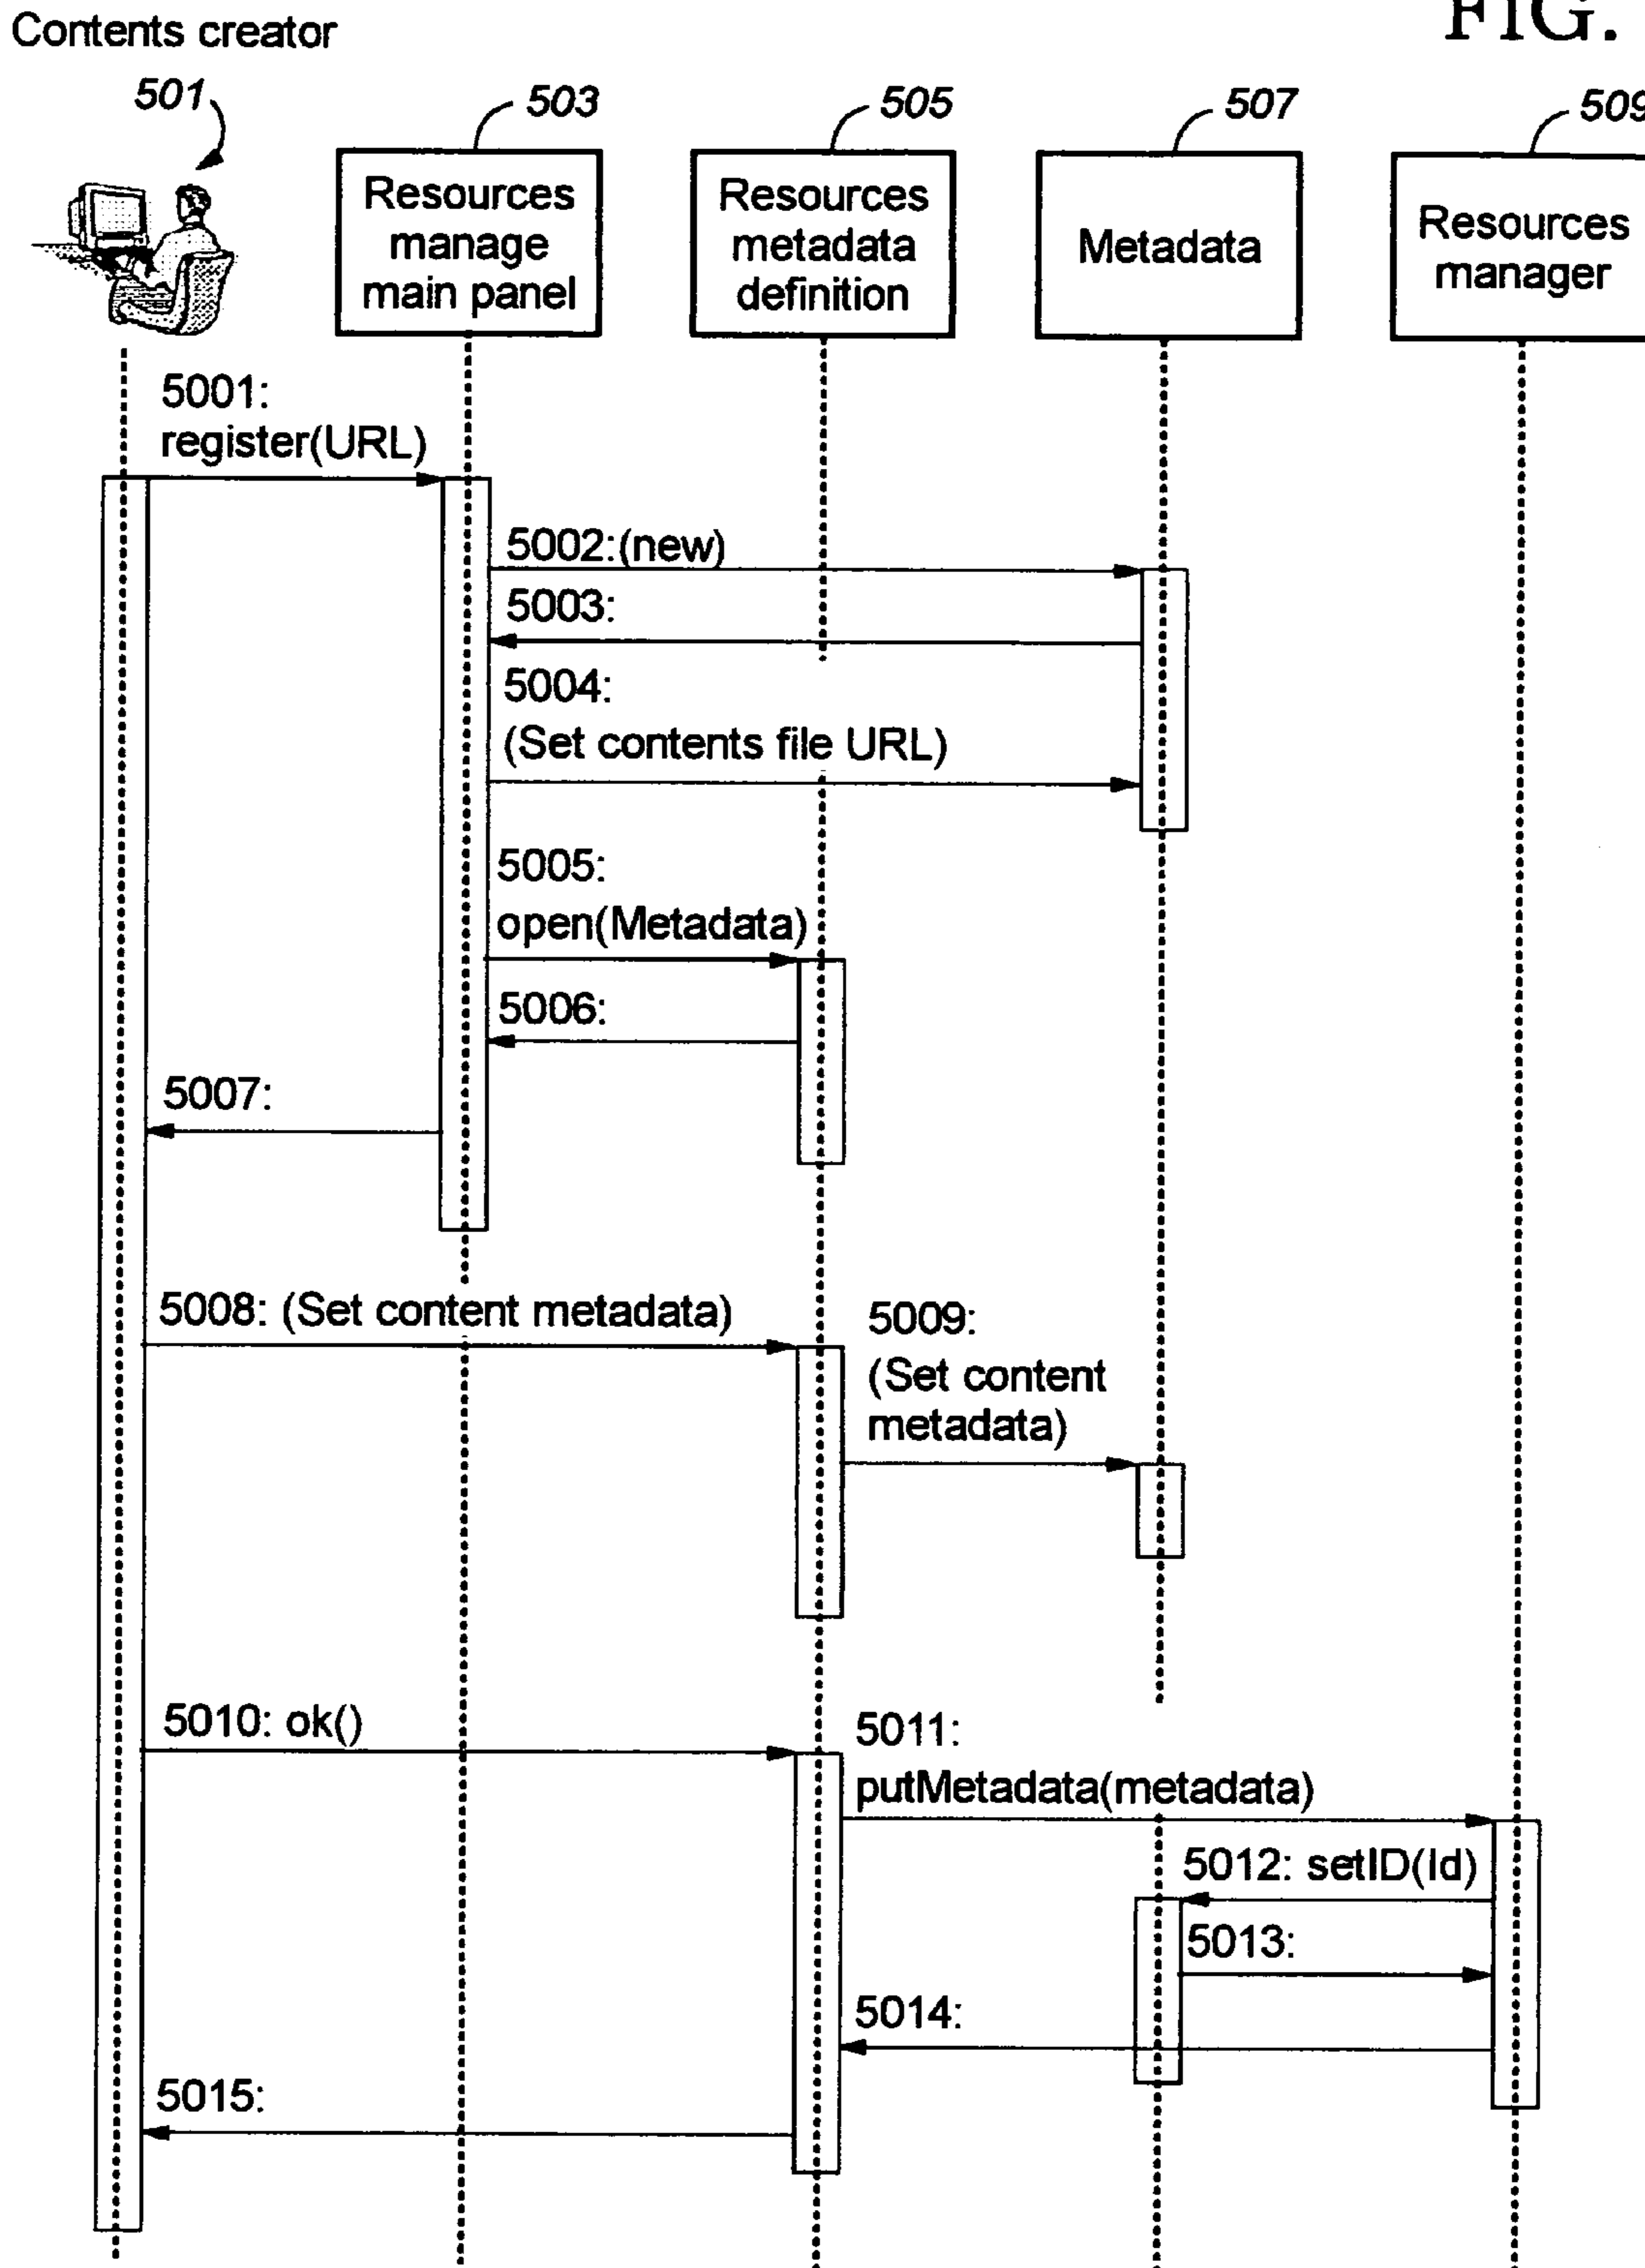 FIG.
Contents creator
501
503
505
507
509
Resources
manage
main panel
Resources
metadata
definition
Metadata
Resources
manager
5001:
register(URL)
5002:(new)
5003:
5004:
(Set contents file URL)
5005:
open(Metadata)
5006:
5007:
5008: (Set content metadata)
5009:
(Set content
metadata)
5010: ok()
5011:
putMetadata(metadata)
5012: setID(Id)
5013:
5014:
5015: